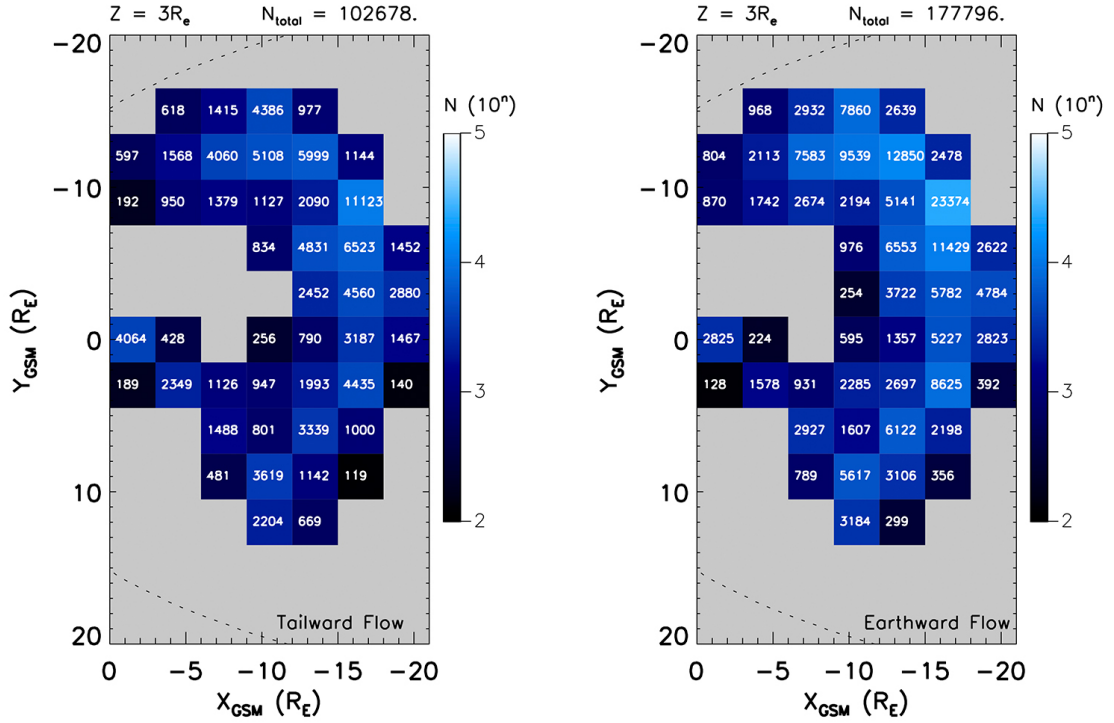 Z = 3Rₑ N_total = 102678.
-20
618 1415 4386 977
597 1568 4060 5108 5999 1144
-10
192 950 1379 1127 2090 11123
834 4831 6523 1452
2452 4560 2880
0
4064 428 256 790 3187 1467
189 2349 1126 947 1993 4435 140
1488 801 3339 1000
481 3619 1142 119
10
2204 669
Tailward Flow
20
0 -5 -10 -15 -20
X_GSM (R_E)
Y_GSM (R_E)
N (10ⁿ)
5
4
3
2
Z = 3Rₑ N_total = 177796.
-20
968 2932 7860 2639
804 2113 7583 9539 12850 2478
-10
870 1742 2674 2194 5141 23374
976 6553 11429 2622
254 3722 5782 4784
0
2825 224 595 1357 5227 2823
128 1578 931 2285 2697 8625 392
2927 1607 6122 2198
789 5617 3106 356
10
3184 299
Earthward Flow
20
0 -5 -10 -15 -20
X_GSM (R_E)
Y_GSM (R_E)
N (10ⁿ)
5
4
3
2